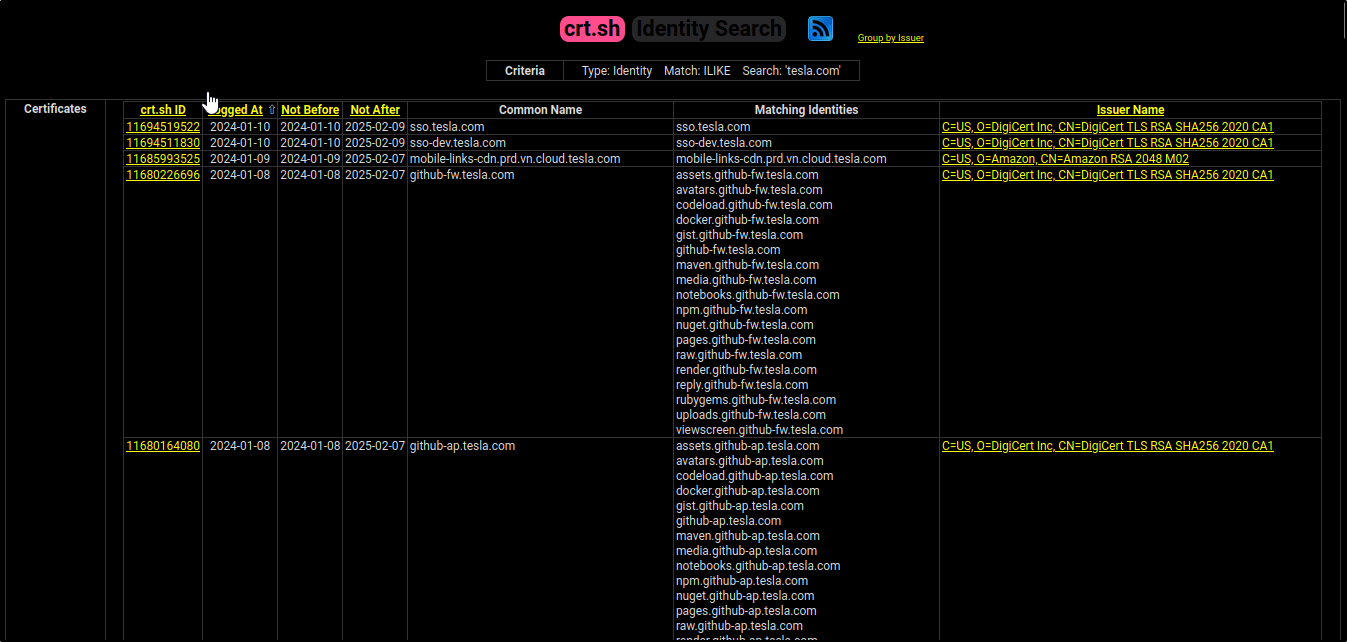 crt.sh Identity Search Group by Issuer
Criteria Type: Identity Match: ILIKE Search: 'tesla.com'
Certificates crt.sh ID ogged At ⇧ Not Before Not After Common Name Matching Identities Issuer Name
11694519522 2024-01-10 2024-01-10 2025-02-09 sso.tesla.com sso.tesla.com C=US, O=DigiCert Inc, CN=DigiCert TLS RSA SHA256 2020 CA1
11694511830 2024-01-10 2024-01-10 2025-02-09 sso-dev.tesla.com sso-dev.tesla.com C=US, O=DigiCert Inc, CN=DigiCert TLS RSA SHA256 2020 CA1
11685993525 2024-01-09 2024-01-09 2025-02-07 mobile-links-cdn.prd.vn.cloud.tesla.com mobile-links-cdn.prd.vn.cloud.tesla.com C=US, O=Amazon, CN=Amazon RSA 2048 M02
11680226696 2024-01-08 2024-01-08 2025-02-07 github-fw.tesla.com assets.github-fw.tesla.com C=US, O=DigiCert Inc, CN=DigiCert TLS RSA SHA256 2020 CA1
avatars.github-fw.tesla.com
codeload.github-fw.tesla.com
docker.github-fw.tesla.com
gist.github-fw.tesla.com
github-fw.tesla.com
maven.github-fw.tesla.com
media.github-fw.tesla.com
notebooks.github-fw.tesla.com
npm.github-fw.tesla.com
nuget.github-fw.tesla.com
pages.github-fw.tesla.com
raw.github-fw.tesla.com
render.github-fw.tesla.com
reply.github-fw.tesla.com
rubygems.github-fw.tesla.com
uploads.github-fw.tesla.com
viewscreen.github-fw.tesla.com
11680164080 2024-01-08 2024-01-08 2025-02-07 github-ap.tesla.com assets.github-ap.tesla.com C=US, O=DigiCert Inc, CN=DigiCert TLS RSA SHA256 2020 CA1
avatars.github-ap.tesla.com
codeload.github-ap.tesla.com
docker.github-ap.tesla.com
gist.github-ap.tesla.com
github-ap.tesla.com
maven.github-ap.tesla.com
media.github-ap.tesla.com
notebooks.github-ap.tesla.com
npm.github-ap.tesla.com
nuget.github-ap.tesla.com
pages.github-ap.tesla.com
raw.github-ap.tesla.com
render.github-ap.tesla.com